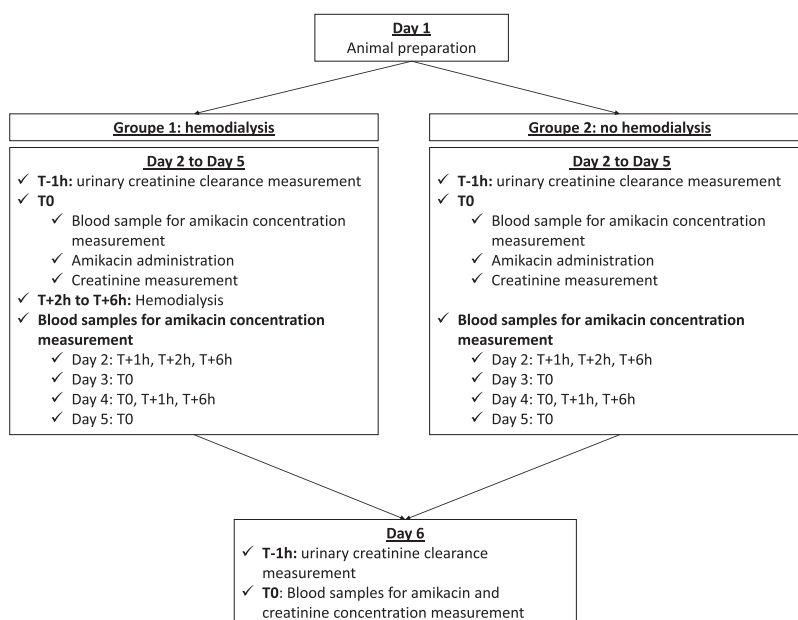 Day 1
Animal preparation
Groupe 1: hemodialysis
Day 2 to Day 5
✓ T-1h: urinary creatinine clearance measurement
✓ T0
✓ Blood sample for amikacin concentration
measurement
✓ Amikacin administration
✓ Creatinine measurement
✓ T+2h to T+6h: Hemodialysis
✓ Blood samples for amikacin concentration
measurement
✓ Day 2: T+1h, T+2h, T+6h
✓ Day 3: T0
✓ Day 4: T0, T+1h, T+6h
✓ Day 5: T0
Groupe 2: no hemodialysis
Day 2 to Day 5
✓ T-1h: urinary creatinine clearance measurement
✓ T0
✓ Blood sample for amikacin concentration
measurement
✓ Amikacin administration
✓ Creatinine measurement
✓ Blood samples for amikacin concentration
measurement
✓ Day 2: T+1h, T+2h, T+6h
✓ Day 3: T0
✓ Day 4: T0, T+1h, T+6h
✓ Day 5: T0
Day 6
✓ T-1h: urinary creatinine clearance
measurement
✓ T0: Blood samples for amikacin and
creatinine concentration measurement